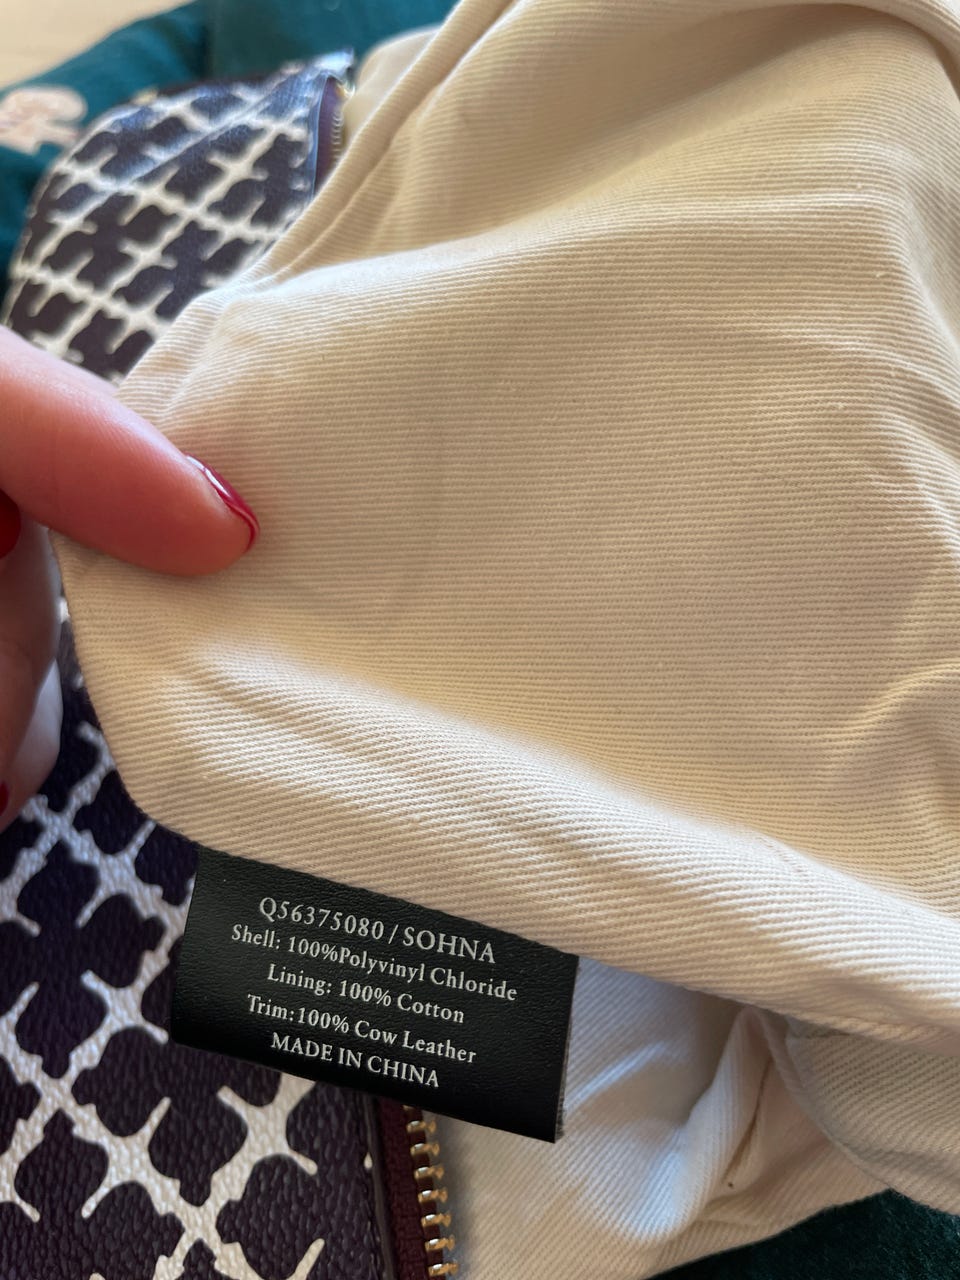 Q56375080 / SOHNA
Shell: 100%Polyvinyl Chloride
Lining: 100% Cotton
Trim:100% Cow Leather
MADE IN CHINA